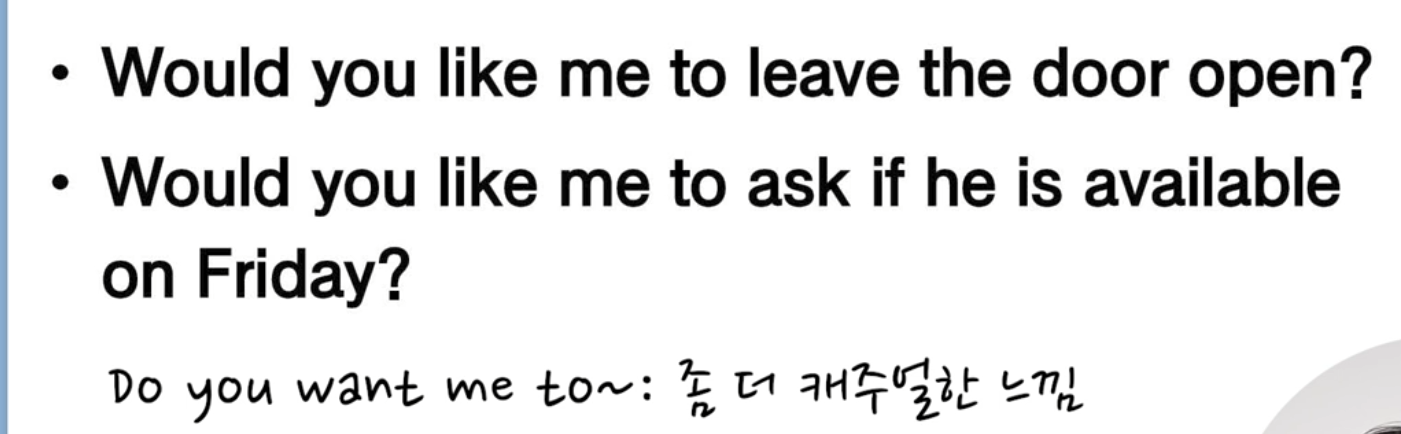 • Would you like me to leave the door open?
• Would you like me to ask if he is available
on Friday?
Do you want me to~: 좀 더 캐주얼한 느낌